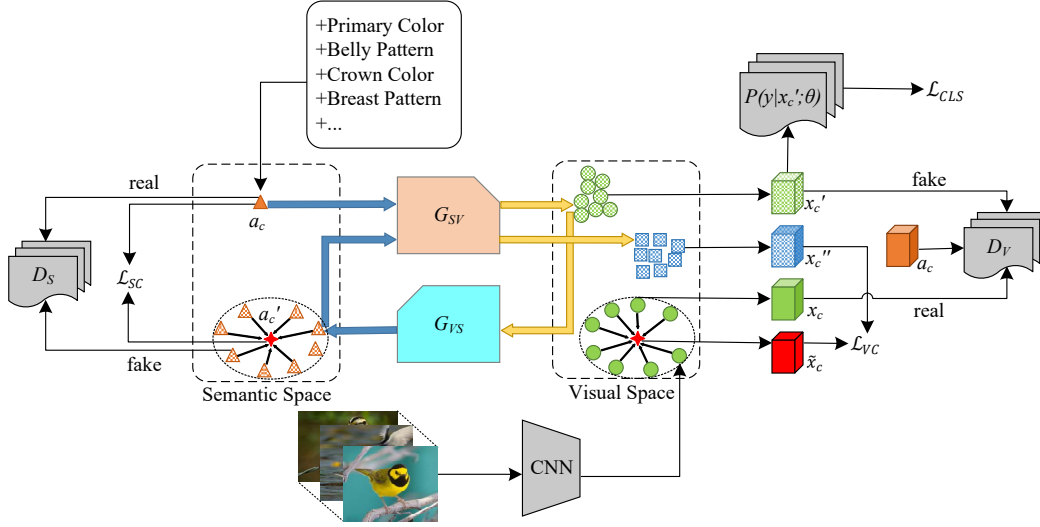 +Primary Color
+Belly Pattern
+Crown Color
+Breast Pattern
+...
P(y|x_c';θ)
ℒ_CLS
real
a_c
G_SV
x_c'
fake
D_S
ℒ_SC
x_c''
a_c
D_V
a_c'
G_VS
x_c
real
fake
ℒ_VC
x̃_c
Semantic Space
Visual Space
CNN